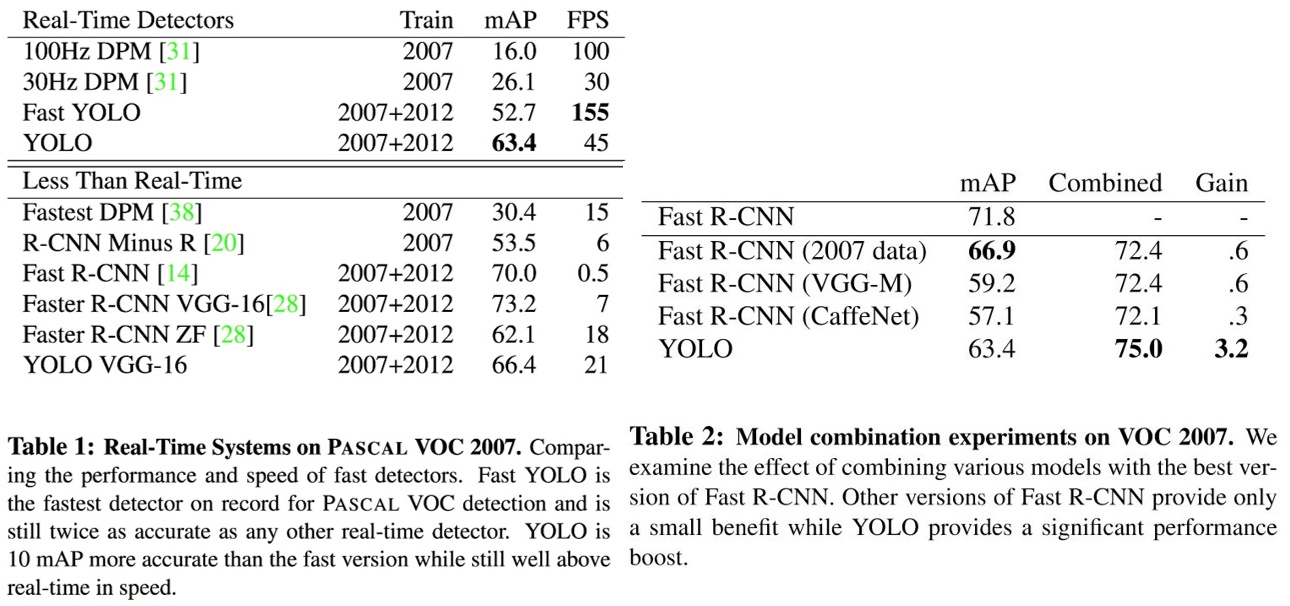 Real-Time Detectors Train mAP FPS
100Hz DPM [31] 2007 16.0 100
30Hz DPM [31] 2007 26.1 30
Fast YOLO 2007+2012 52.7 155
YOLO 2007+2012 63.4 45
Less Than Real-Time
Fastest DPM [38] 2007 30.4 15
R-CNN Minus R [20] 2007 53.5 6
Fast R-CNN [14] 2007+2012 70.0 0.5
Faster R-CNN VGG-16[28] 2007+2012 73.2 7
Faster R-CNN ZF [28] 2007+2012 62.1 18
YOLO VGG-16 2007+2012 66.4 21
Table 1: Real-Time Systems on PASCAL VOC 2007. Compar-
ing the performance and speed of fast detectors. Fast YOLO is
the fastest detector on record for PASCAL VOC detection and is
still twice as accurate as any other real-time detector. YOLO is
10 mAP more accurate than the fast version while still well above
real-time in speed.
mAP Combined Gain
Fast R-CNN 71.8 - -
Fast R-CNN (2007 data) 66.9 72.4 .6
Fast R-CNN (VGG-M) 59.2 72.4 .6
Fast R-CNN (CaffeNet) 57.1 72.1 .3
YOLO 63.4 75.0 3.2
Table 2: Model combination experiments on VOC 2007. We
examine the effect of combining various models with the best ver-
sion of Fast R-CNN. Other versions of Fast R-CNN provide only
a small benefit while YOLO provides a significant performance
boost.